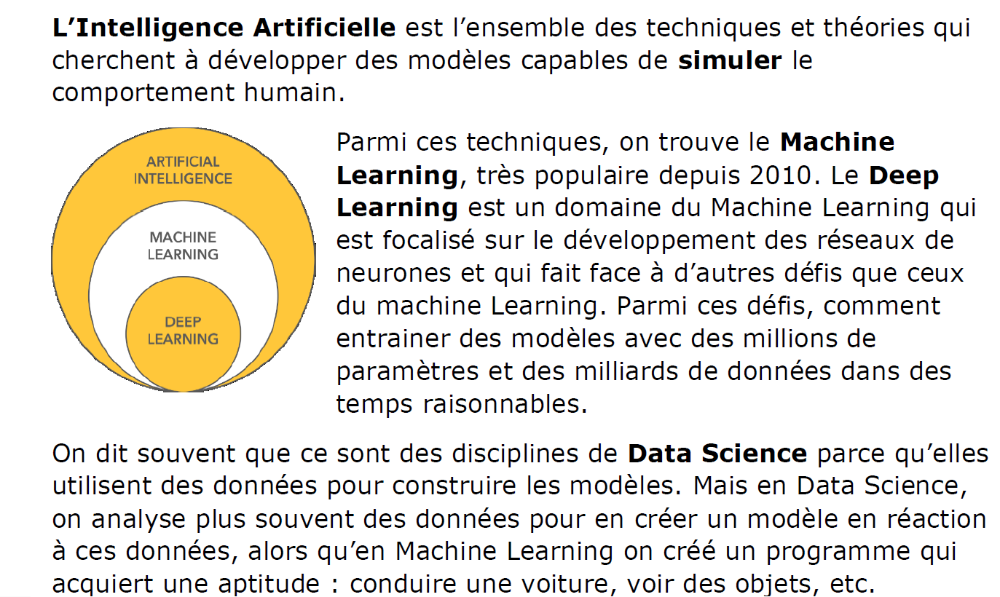 L’Intelligence Artificielle est l’ensemble des techniques et théories qui
cherchent à développer des modèles capables de simuler le
comportement humain.
ARTIFICIAL
INTELLIGENCE
MACHINE
LEARNING
DEEP
LEARNING
Parmi ces techniques, on trouve le Machine
Learning, très populaire depuis 2010. Le Deep
Learning est un domaine du Machine Learning qui
est focalisé sur le développement des réseaux de
neurones et qui fait face à d’autres défis que ceux
du machine Learning. Parmi ces défis, comment
entrainer des modèles avec des millions de
paramètres et des milliards de données dans des
temps raisonnables.
On dit souvent que ce sont des disciplines de Data Science parce qu’elles
utilisent des données pour construire les modèles. Mais en Data Science,
on analyse plus souvent des données pour en créer un modèle en réaction
à ces données, alors qu’en Machine Learning on créé un programme qui
acquiert une aptitude : conduire une voiture, voir des objets, etc.